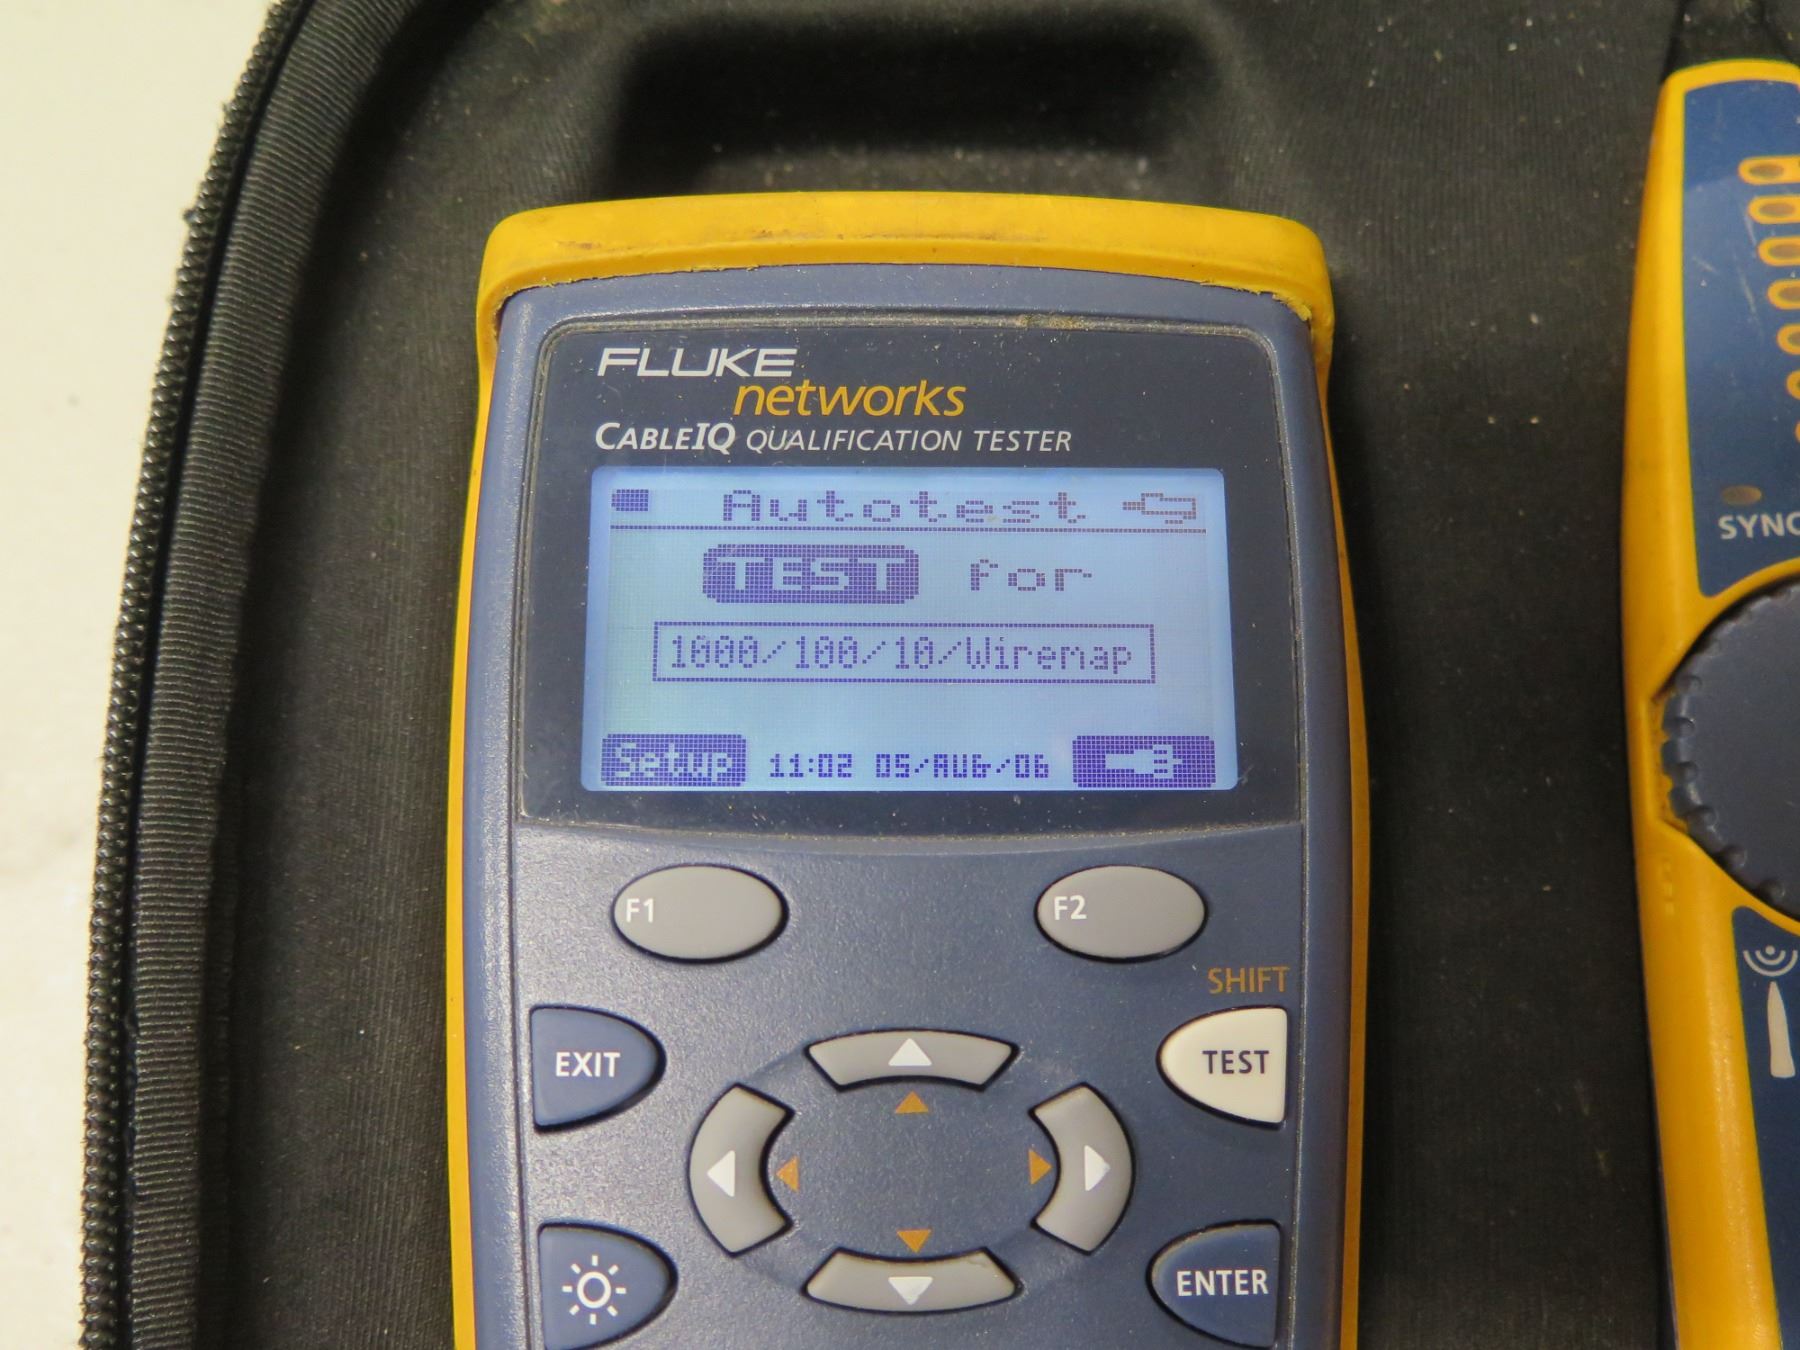 FLUKE
networks
CABLEIQ QUALIFICATION TESTER
Autotest
TEST for
1000/100/10/Wiremap
Setup 11:02 05/AUG/06
F1 F2
SHIFT
EXIT TEST
ENTER
SYNC